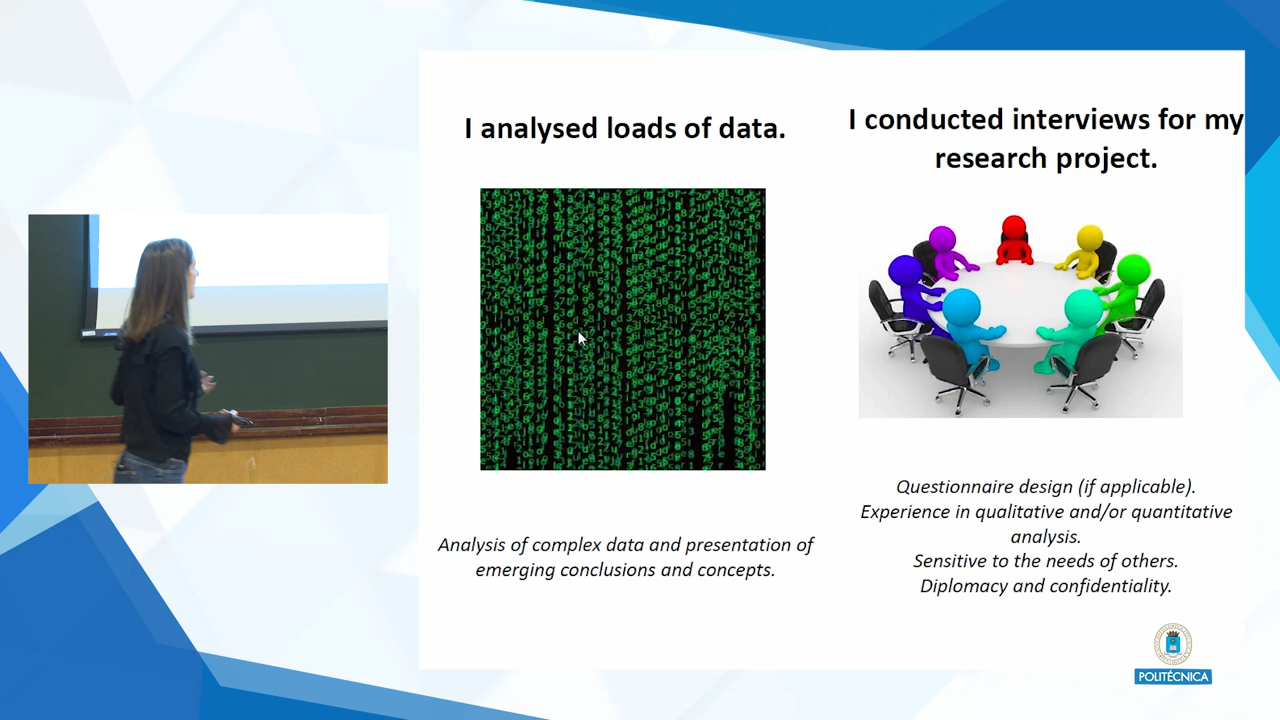 I analysed loads of data.
Analysis of complex data and presentation of
emerging conclusions and concepts.
I conducted interviews for my
research project.
Questionnaire design (if applicable).
Experience in qualitative and/or quantitative
analysis.
Sensitive to the needs of others.
Diplomacy and confidentiality.
POLITÉCNICA